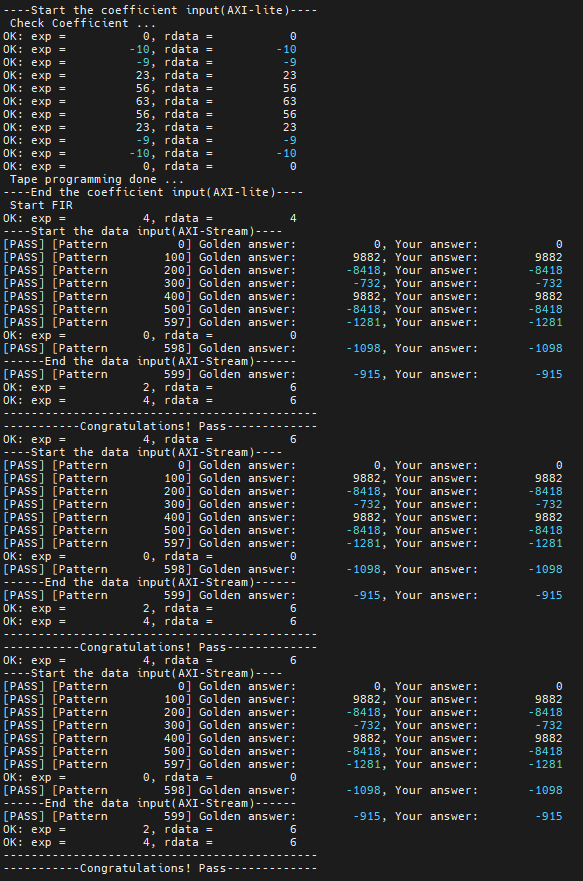 ----Start the coefficient input(AXI-lite)----
 Check Coefficient ...
OK: exp =           0, rdata =           0
OK: exp =         -10, rdata =         -10
OK: exp =          -9, rdata =          -9
OK: exp =          23, rdata =          23
OK: exp =          56, rdata =          56
OK: exp =          63, rdata =          63
OK: exp =          56, rdata =          56
OK: exp =          23, rdata =          23
OK: exp =          -9, rdata =          -9
OK: exp =         -10, rdata =         -10
OK: exp =           0, rdata =           0
 Tape programming done ...
----End the coefficient input(AXI-lite)----
 Start FIR
OK: exp =           4, rdata =           4
----Start the data input(AXI-Stream)----
[PASS] [Pattern           0] Golden answer:           0, Your answer:           0
[PASS] [Pattern         100] Golden answer:        9882, Your answer:        9882
[PASS] [Pattern         200] Golden answer:       -8418, Your answer:       -8418
[PASS] [Pattern         300] Golden answer:        -732, Your answer:        -732
[PASS] [Pattern         400] Golden answer:        9882, Your answer:        9882
[PASS] [Pattern         500] Golden answer:       -8418, Your answer:       -8418
[PASS] [Pattern         597] Golden answer:       -1281, Your answer:       -1281
OK: exp =           0, rdata =           0
[PASS] [Pattern         598] Golden answer:       -1098, Your answer:       -1098
------End the data input(AXI-Stream)------
[PASS] [Pattern         599] Golden answer:        -915, Your answer:        -915
OK: exp =           2, rdata =           6
OK: exp =           4, rdata =           6
---------------------------------------------
-----------Congratulations! Pass-------------
OK: exp =           4, rdata =           6
----Start the data input(AXI-Stream)----
[PASS] [Pattern           0] Golden answer:           0, Your answer:           0
[PASS] [Pattern         100] Golden answer:        9882, Your answer:        9882
[PASS] [Pattern         200] Golden answer:       -8418, Your answer:       -8418
[PASS] [Pattern         300] Golden answer:        -732, Your answer:        -732
[PASS] [Pattern         400] Golden answer:        9882, Your answer:        9882
[PASS] [Pattern         500] Golden answer:       -8418, Your answer:       -8418
[PASS] [Pattern         597] Golden answer:       -1281, Your answer:       -1281
OK: exp =           0, rdata =           0
[PASS] [Pattern         598] Golden answer:       -1098, Your answer:       -1098
------End the data input(AXI-Stream)------
[PASS] [Pattern         599] Golden answer:        -915, Your answer:        -915
OK: exp =           2, rdata =           6
OK: exp =           4, rdata =           6
---------------------------------------------
-----------Congratulations! Pass-------------
OK: exp =           4, rdata =           6
----Start the data input(AXI-Stream)----
[PASS] [Pattern           0] Golden answer:           0, Your answer:           0
[PASS] [Pattern         100] Golden answer:        9882, Your answer:        9882
[PASS] [Pattern         200] Golden answer:       -8418, Your answer:       -8418
[PASS] [Pattern         300] Golden answer:        -732, Your answer:        -732
[PASS] [Pattern         400] Golden answer:        9882, Your answer:        9882
[PASS] [Pattern         500] Golden answer:       -8418, Your answer:       -8418
[PASS] [Pattern         597] Golden answer:       -1281, Your answer:       -1281
OK: exp =           0, rdata =           0
[PASS] [Pattern         598] Golden answer:       -1098, Your answer:       -1098
------End the data input(AXI-Stream)------
[PASS] [Pattern         599] Golden answer:        -915, Your answer:        -915
OK: exp =           2, rdata =           6
OK: exp =           4, rdata =           6
---------------------------------------------
-----------Congratulations! Pass-------------